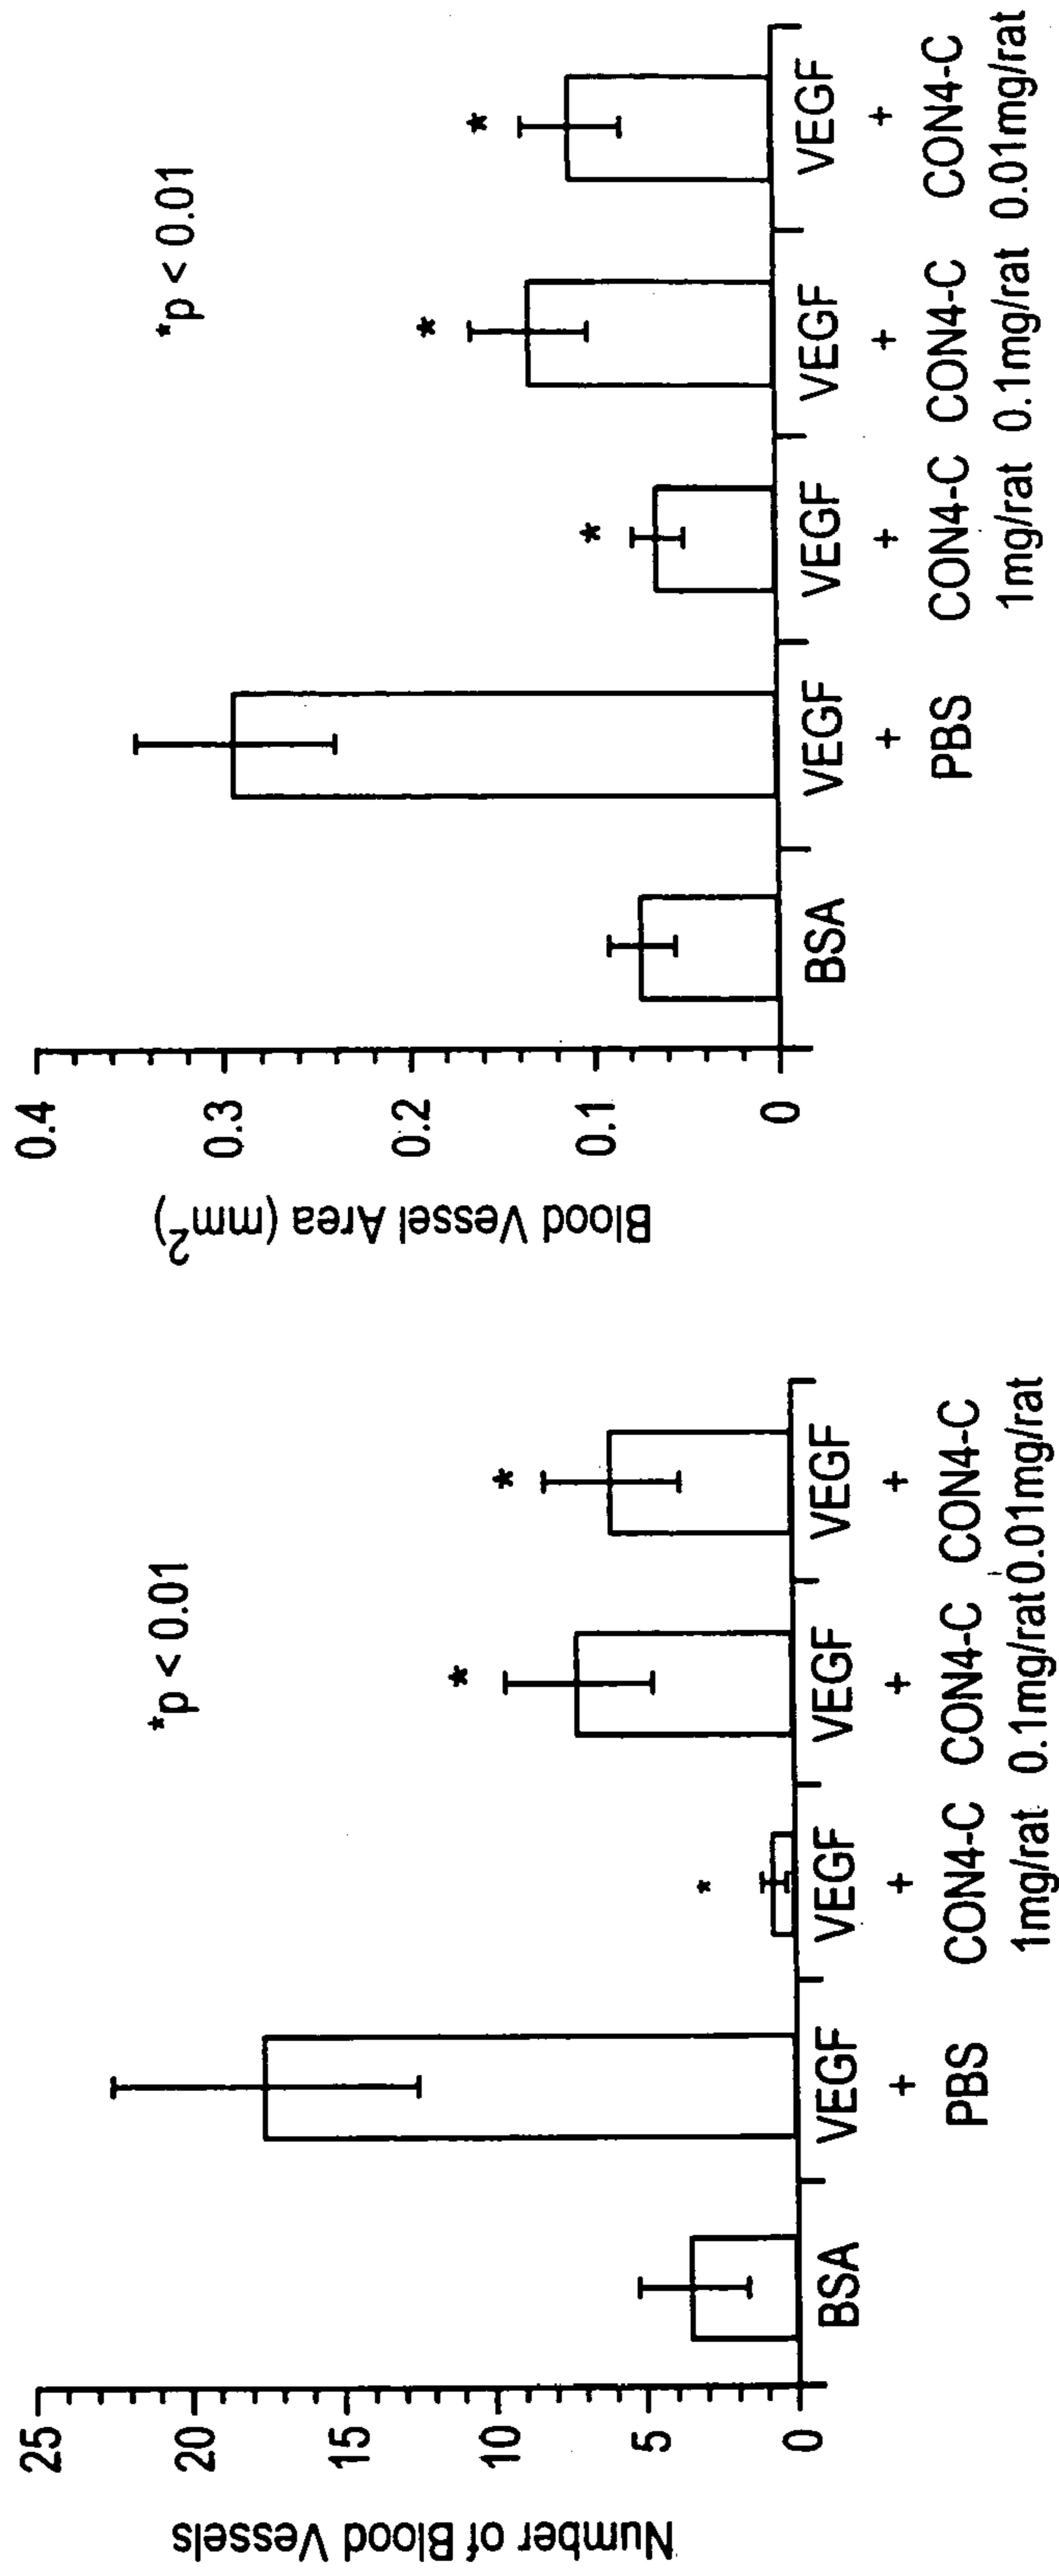 Number of Blood Vessels
25
20
15
10
5
0
*p < 0.01
*
*
*
BSA VEGF VEGF VEGF VEGF
+ + + +
PBS CON4-C CON4-C CON4-C
1mg/rat 0.1mg/rat 0.01mg/rat
Blood Vessel Area (mm²)
0.4
0.3
0.2
0.1
0
*p < 0.01
*
*
*
BSA VEGF VEGF VEGF VEGF
+ + + +
PBS CON4-C CON4-C CON4-C
1mg/rat 0.1mg/rat 0.01mg/rat